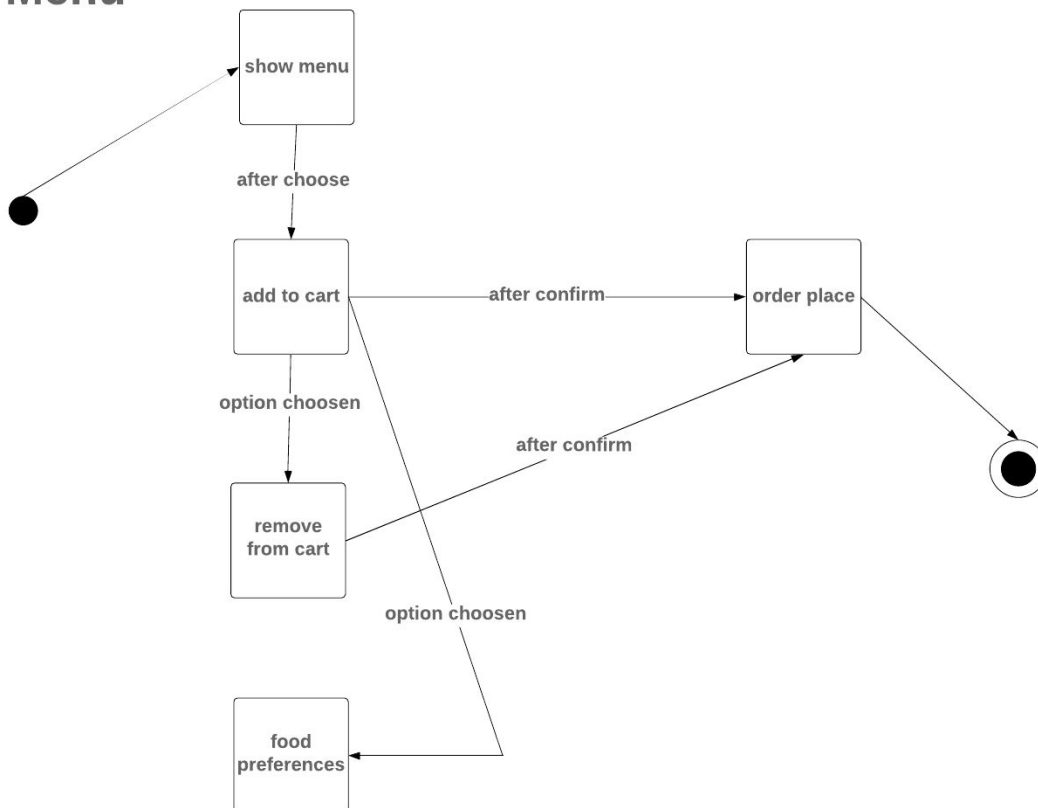 Menu
show menu
after choose
add to cart
after confirm
order place
option choosen
after confirm
remove
from cart
option choosen
food
preferences